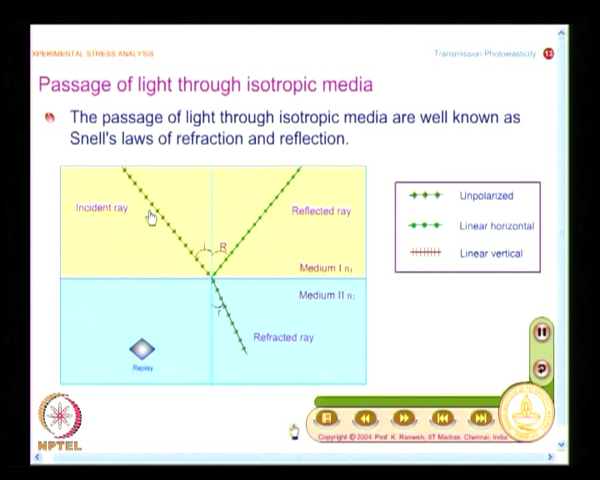 XPERIMENTAL STRESS ANALYSIS
Transmission Photoelasticity 13
Passage of light through isotropic media
The passage of light through isotropic media are well known as
Snell's laws of refraction and reflection.
Incident ray
Reflected ray
i R
Medium I n₁
Medium II n₂
r
Refracted ray
Replay
Unpolarized
Linear horizontal
Linear vertical
NPTEL
Copyright © 2004 Prof. K. Ramesh, IIT Madras, Chennai, India